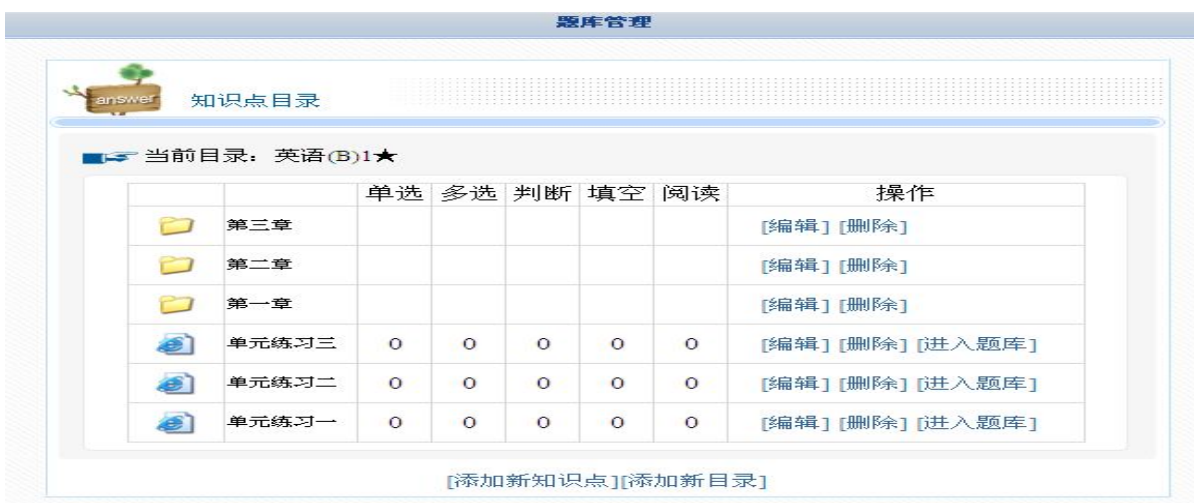 题库管理
answer
知识点目录
当前目录：英语(B)1★
单选 多选 判断 填空 阅读 操作
第三章 [编辑] [删除]
第二章 [编辑] [删除]
第一章 [编辑] [删除]
单元练习三 0 0 0 0 0 [编辑] [删除] [进入题库]
单元练习二 0 0 0 0 0 [编辑] [删除] [进入题库]
单元练习一 0 0 0 0 0 [编辑] [删除] [进入题库]
[添加新知识点][添加新目录]